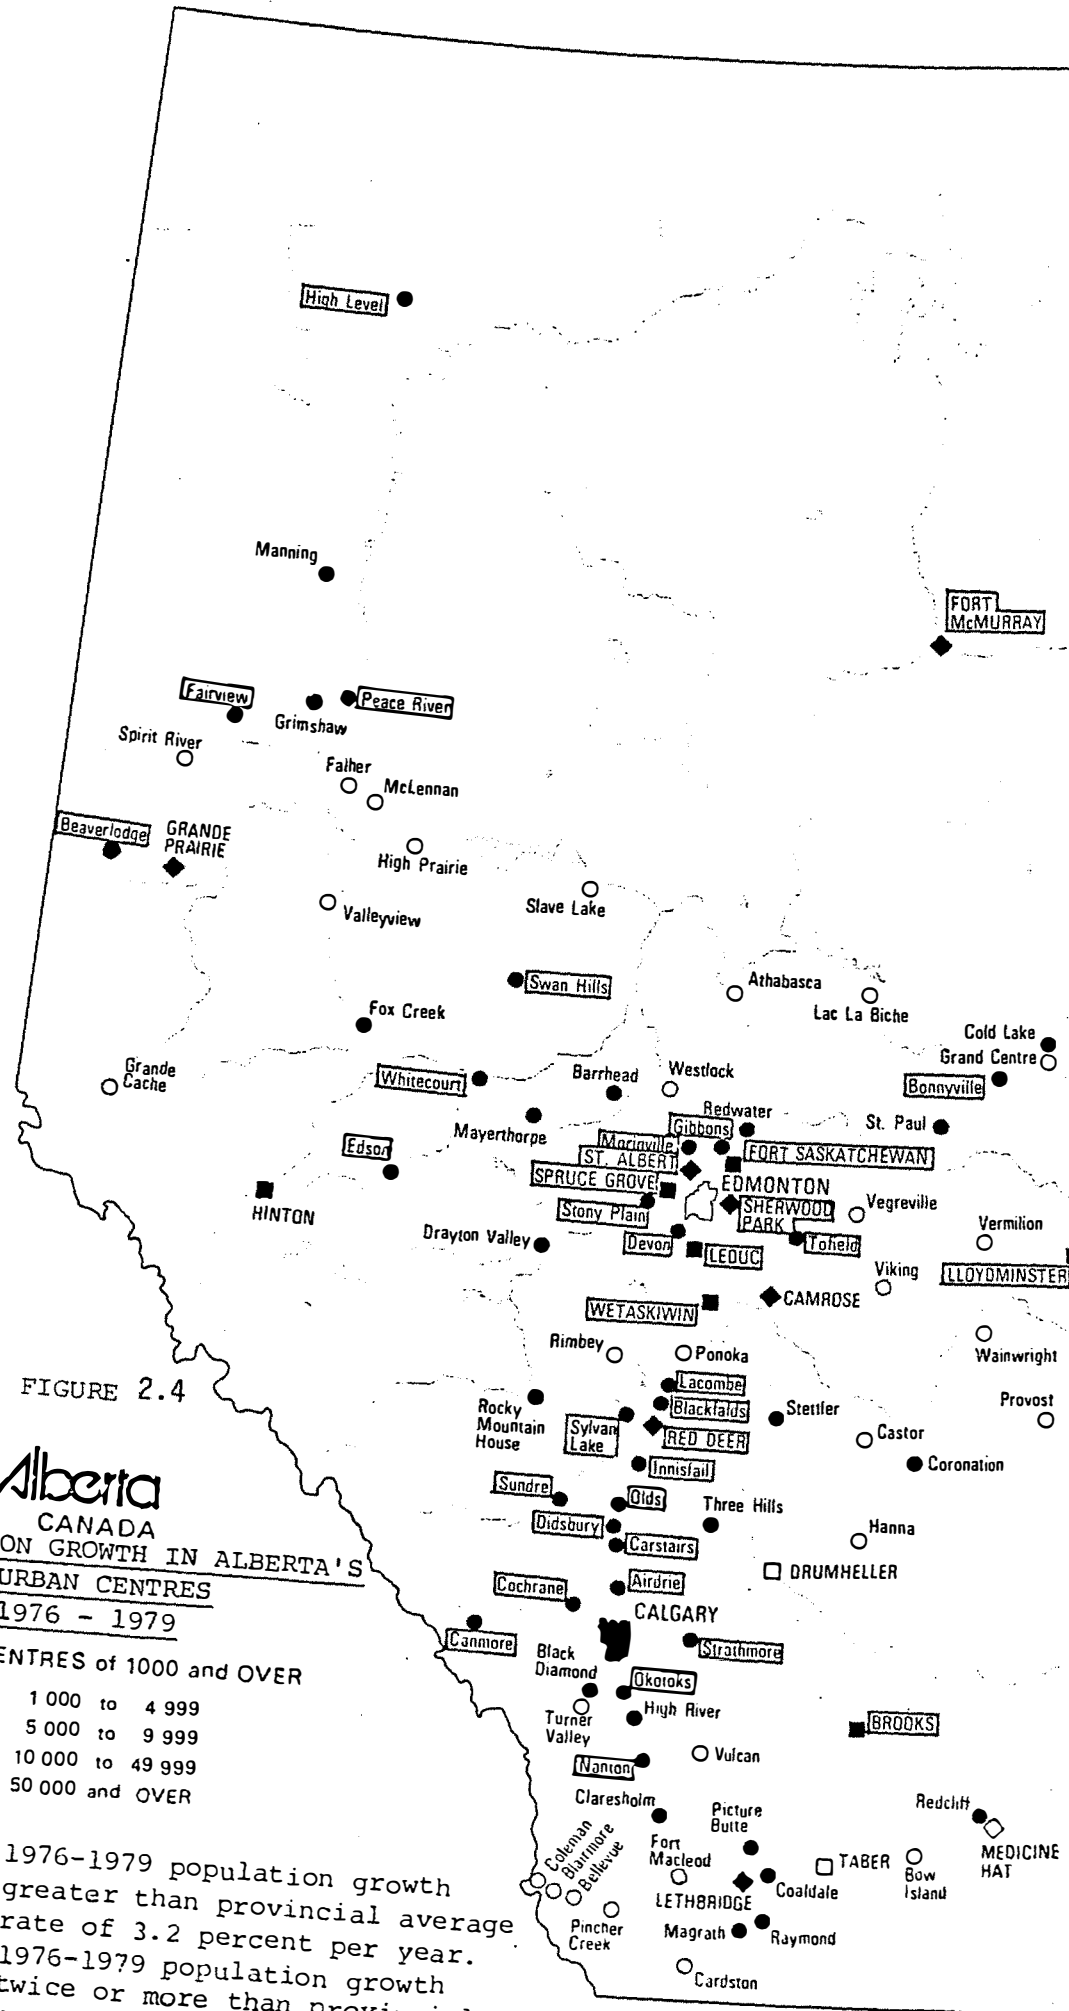 High Level
Manning
FORT
McMURRAY
Fairview
Peace River
Grimshaw
Spirit River
Falher
McLennan
Beaverlodge
GRANDE
PRAIRIE
High Prairie
Slave Lake
Valleyview
Swan Hills
Athabasca
Lac La Biche
Fox Creek
Cold Lake
Grand Centre
Grande
Cache
Whitecourt
Barrhead
Westlock
Bonnyville
Redwater
St. Paul
Mayerthorpe
Gibbons
Morinville
FORT SASKATCHEWAN
Edson
ST. ALBERT
SPRUCE GROVE
EDMONTON
HINTON
Stony Plain
SHERWOOD
PARK
Vegreville
Vermilion
Drayton Valley
Devon
LEDUC
Tofield
Viking
LLOYDMINSTER
WETASKIWIN
CAMROSE
Rimbey
Ponoka
Wainwright
FIGURE 2.4
Lacombe
Blackfalds
Stettler
Provost
Rocky
Mountain
House
Sylvan
Lake
RED DEER
Castor
Innisfail
Coronation
Sundre
Olds
Three Hills
Didsbury
Carstairs
Hanna
DRUMHELLER
Cochrane
Airdrie
CALGARY
Canmore
Strathmore
Black
Diamond
Okotoks
High River
Turner
Valley
BROOKS
Nanton
Vulcan
Claresholm
Picture
Butte
Redcliff
MEDICINE
HAT
Coleman
Blairmore
Bellevue
Fort
Macleod
TABER
Bow
Island
Coaldale
LETHBRIDGE
Pincher
Creek
Magrath
Raymond
Cardston
Alberta
CANADA
ON GROWTH IN ALBERTA'S
URBAN CENTRES
1976 - 1979
ENTRES of 1000 and OVER
1 000 to 4 999
5 000 to 9 999
10 000 to 49 999
50 000 and OVER
1976-1979 population growth
greater than provincial average
rate of 3.2 percent per year.
1976-1979 population growth
twice or more than provincial